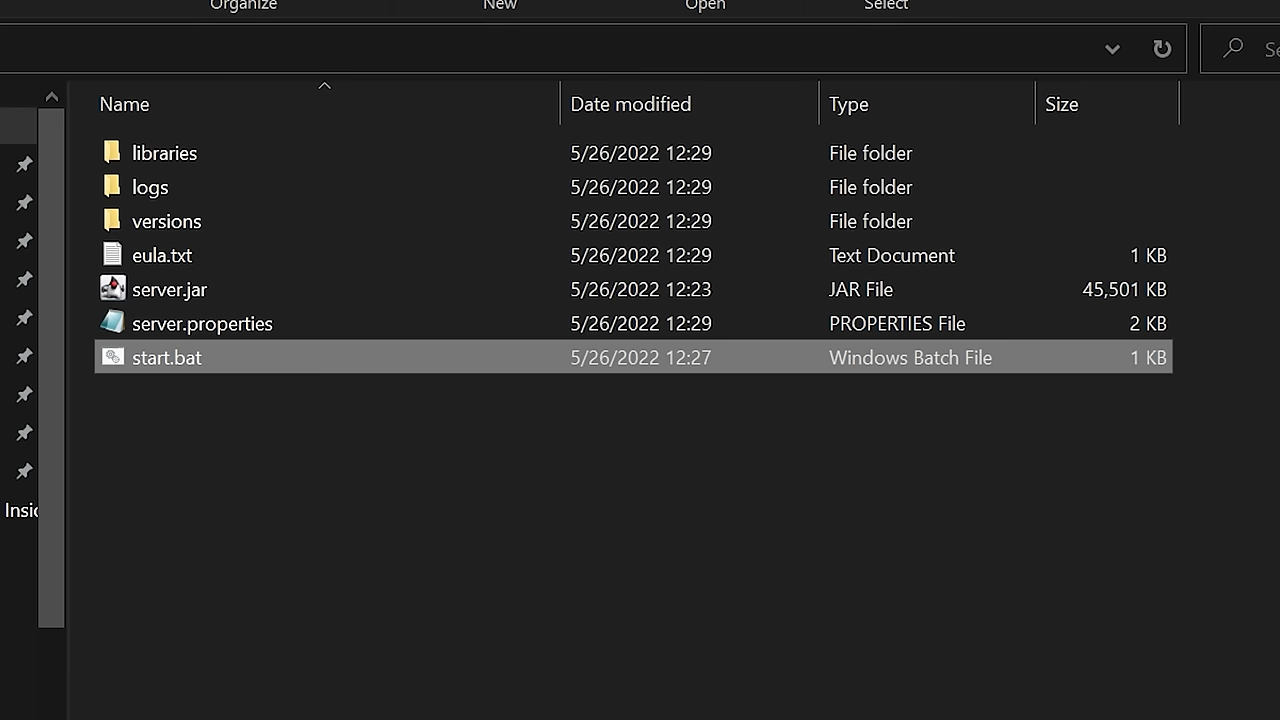 Organize New Open Select
Name Date modified Type Size
libraries 5/26/2022 12:29 File folder
logs 5/26/2022 12:29 File folder
versions 5/26/2022 12:29 File folder
eula.txt 5/26/2022 12:29 Text Document 1 KB
server.jar 5/26/2022 12:23 JAR File 45,501 KB
server.properties 5/26/2022 12:29 PROPERTIES File 2 KB
start.bat 5/26/2022 12:27 Windows Batch File 1 KB